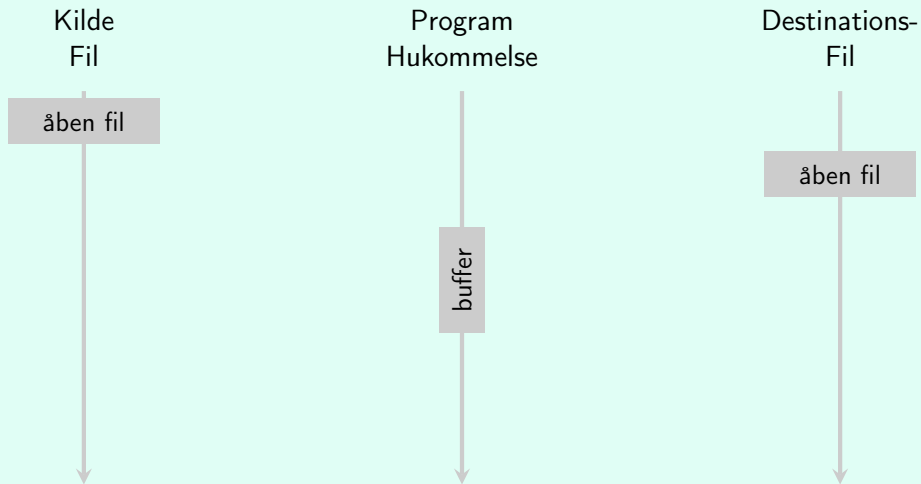 Kilde
Fil
Program
Hukommelse
Destinations-
Fil
åben fil
åben fil
buffer